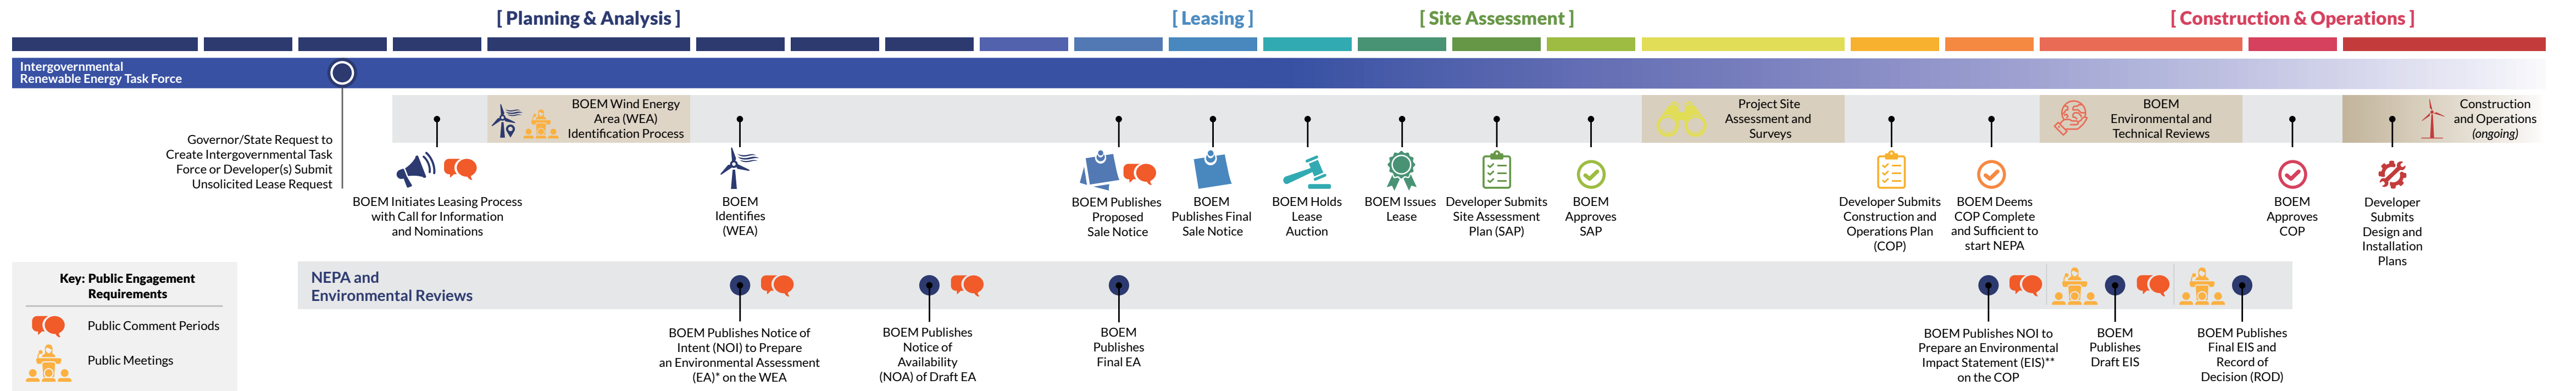 [ Planning & Analysis ]
[ Leasing ]
[ Site Assessment ]
[ Construction & Operations ]
Intergovernmental
Renewable Energy Task Force
Governor/State Request to
Create Intergovernmental Task
Force or Developer(s) Submit
Unsolicited Lease Request
BOEM Initiates Leasing Process
with Call for Information
and Nominations
BOEM Wind Energy
Area (WEA)
Identification Process
BOEM
Identifies
(WEA)
BOEM Publishes
Proposed
Sale Notice
BOEM
Publishes Final
Sale Notice
BOEM Holds
Lease
Auction
BOEM Issues
Lease
Developer Submits
Site Assessment
Plan (SAP)
BOEM
Approves
SAP
Project Site
Assessment and
Surveys
Developer Submits
Construction and
Operations Plan
(COP)
BOEM Deems
COP Complete
and Sufficient to
start NEPA
BOEM
Environmental and
Technical Reviews
BOEM
Approves
COP
Construction
and Operations
(ongoing)
Developer
Submits
Design and
Installation
Plans
Key: Public Engagement
Requirements
Public Comment Periods
Public Meetings
NEPA and
Environmental Reviews
BOEM Publishes Notice of
Intent (NOI) to Prepare
an Environmental Assessment
(EA)* on the WEA
BOEM Publishes
Notice of
Availability
(NOA) of Draft EA
BOEM
Publishes
Final EA
BOEM Publishes NOI to
Prepare an Environmental
Impact Statement (EIS)**
on the COP
BOEM
Publishes
Draft EIS
BOEM Publishes
Final EIS and
Record of
Decision (ROD)